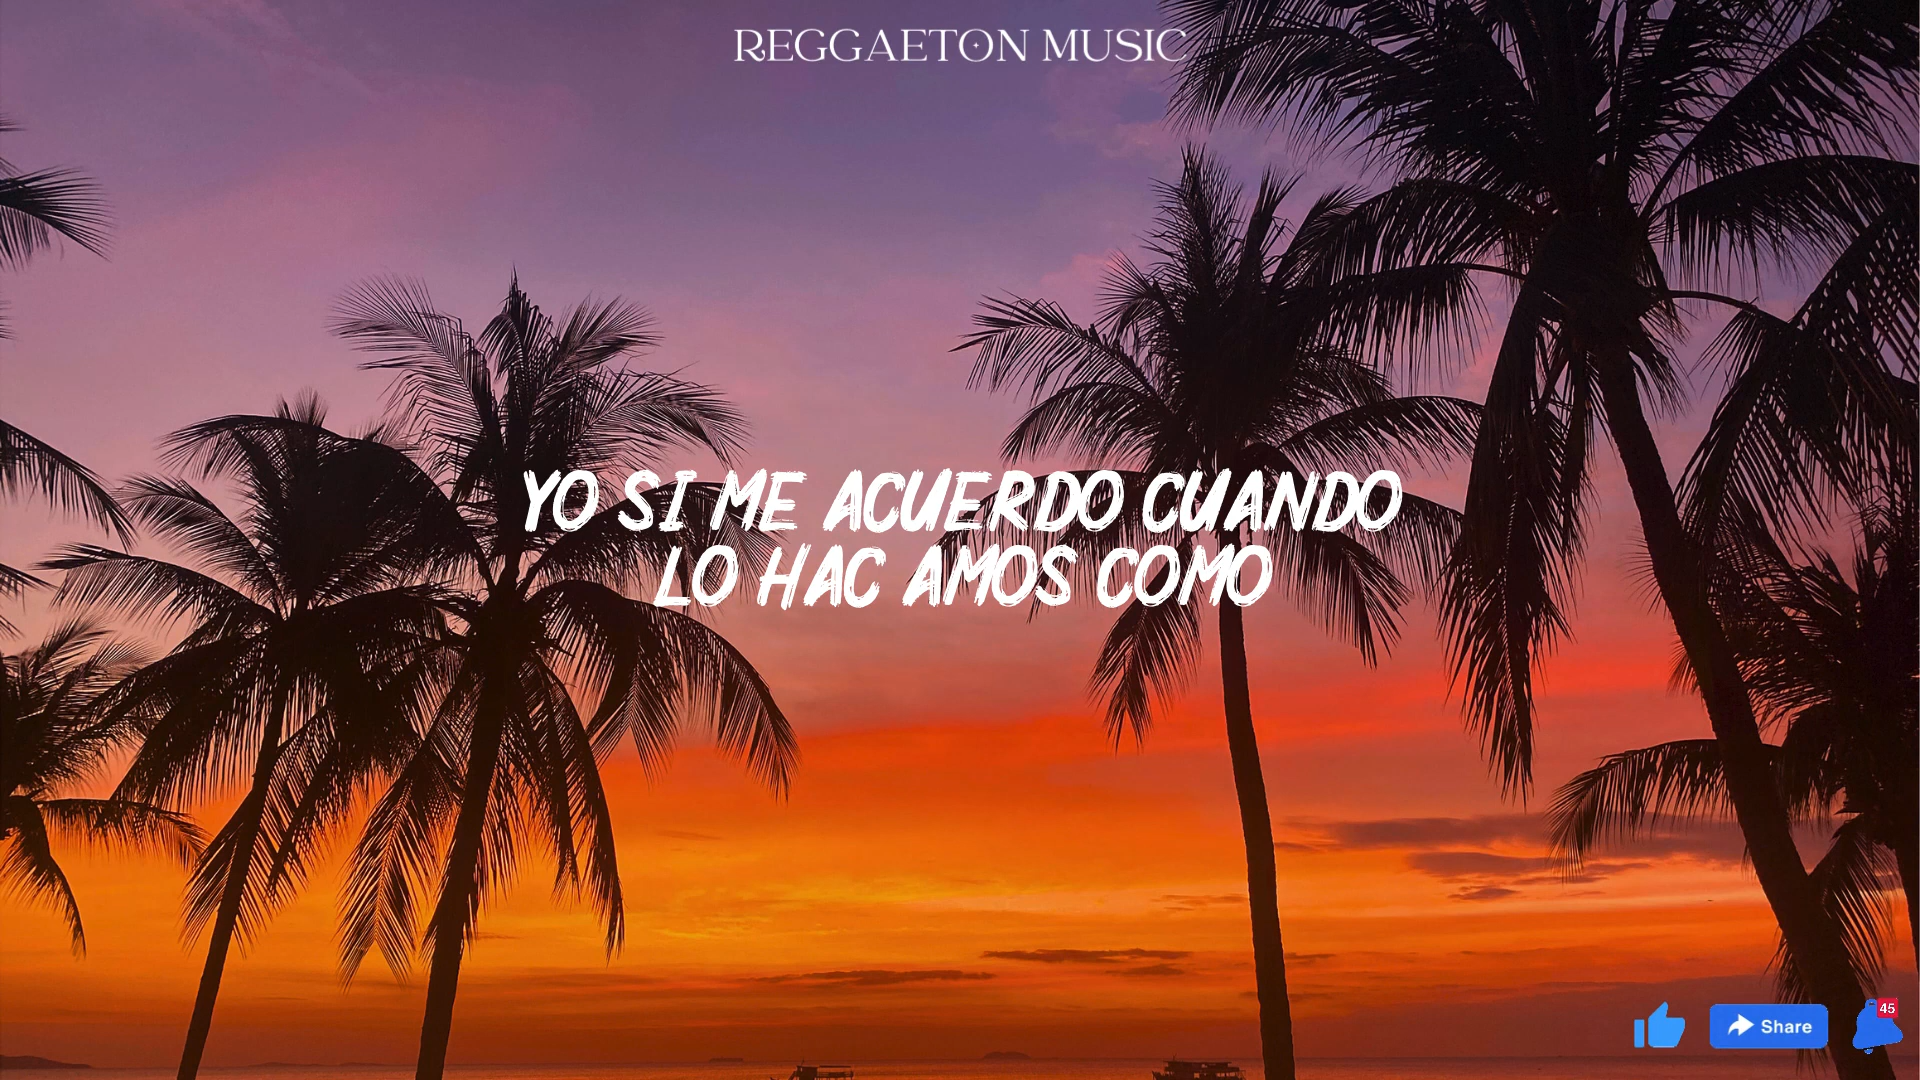 REGGAETON MUSIC
YO SI ME ACUERDO CUANDO
LO HAC AMOS COMO
Share
45